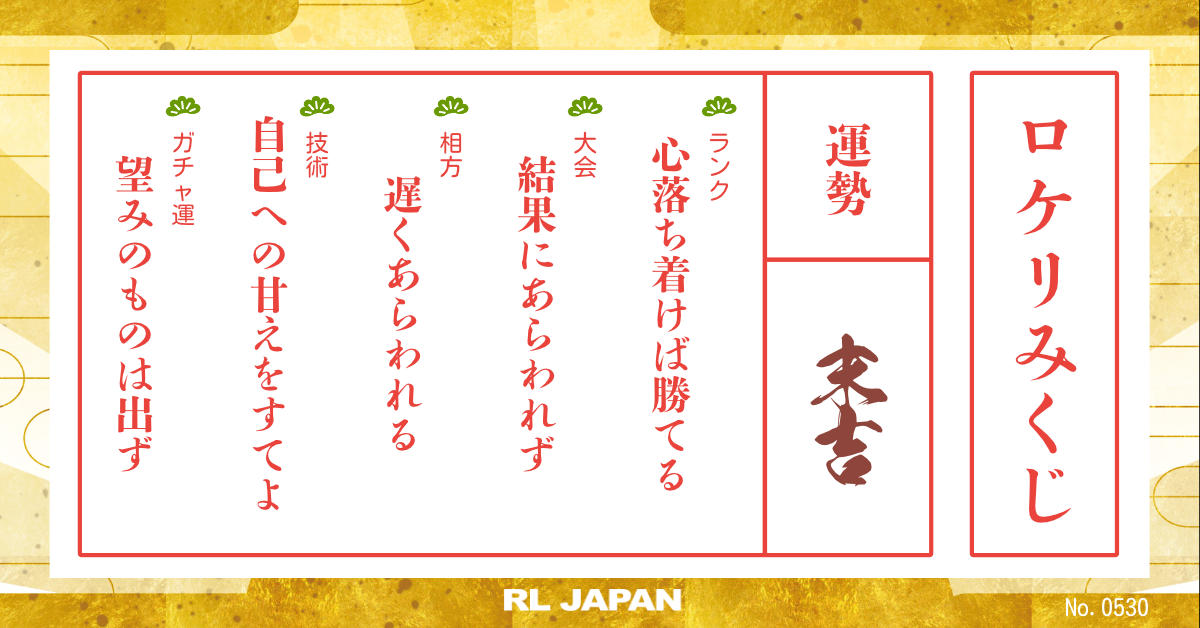 ロケリみくじ
運勢
末吉
ランク
心落ち着けば勝てる
大会
結果にあらわれず
相方
遅くあらわれる
技術
自己への甘えをすてよ
ガチャ運
望みのものは出ず
RL JAPAN
No. 0530